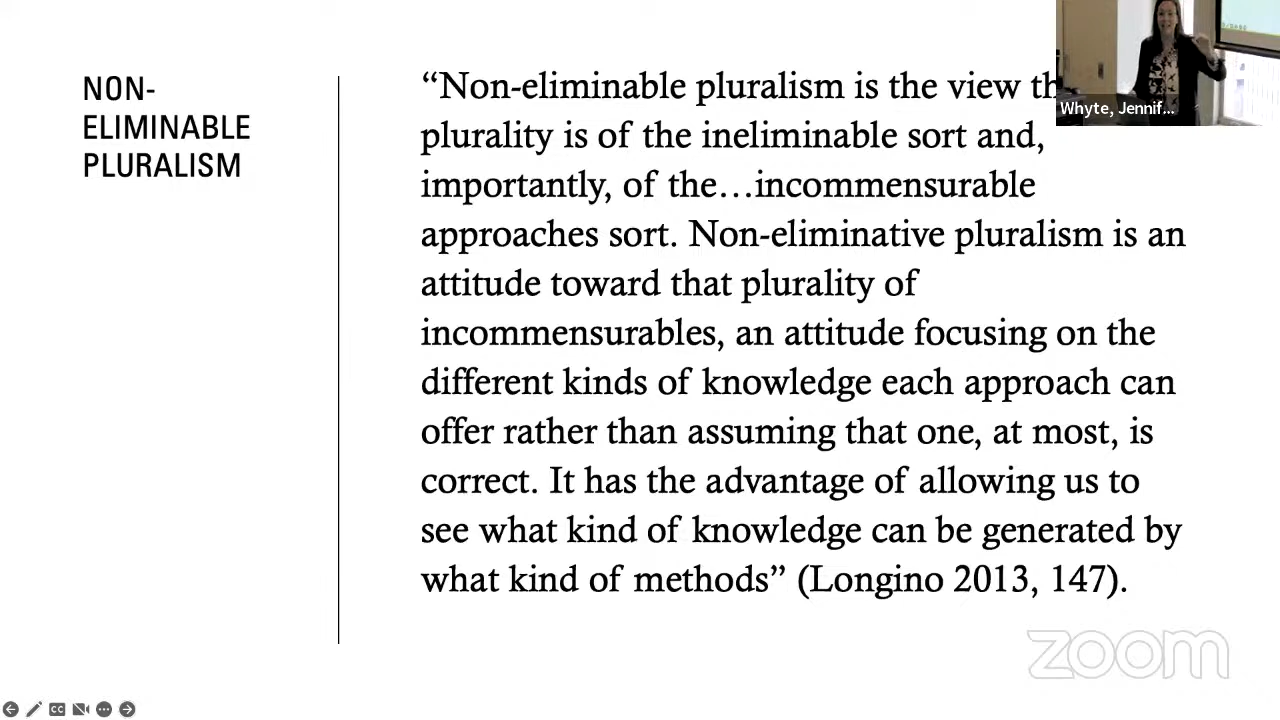 NON-
ELIMINABLE
PLURALISM
“Non-eliminable pluralism is the view
plurality is of the ineliminable sort and,
importantly, of the…incommensurable
approaches sort. Non-eliminative pluralism is an
attitude toward that plurality of
incommensurables, an attitude focusing on the
different kinds of knowledge each approach can
offer rather than assuming that one, at most, is
correct. It has the advantage of allowing us to
see what kind of knowledge can be generated by
what kind of methods” (Longino 2013, 147).
Whyte, Jennif...
zoom
CC